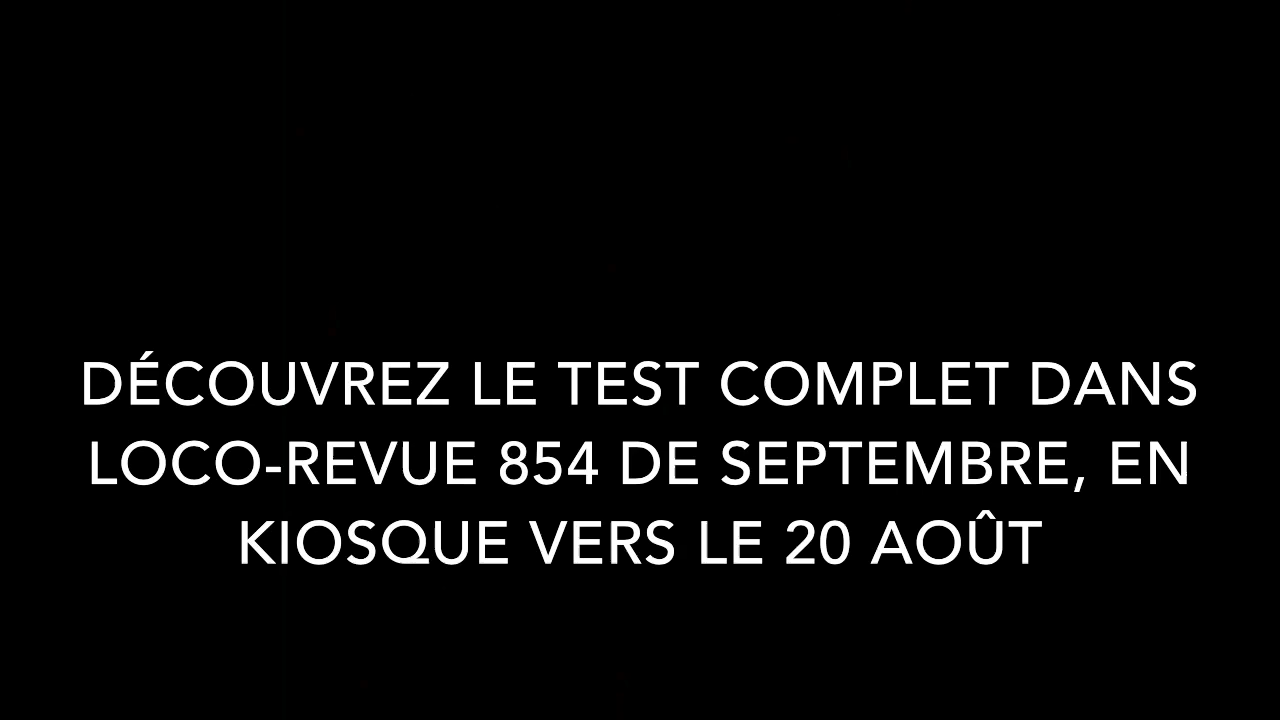 DÉCOUVREZ LE TEST COMPLET DANS
LOCO-REVUE 854 DE SEPTEMBRE, EN
KIOSQUE VERS LE 20 AOÛT